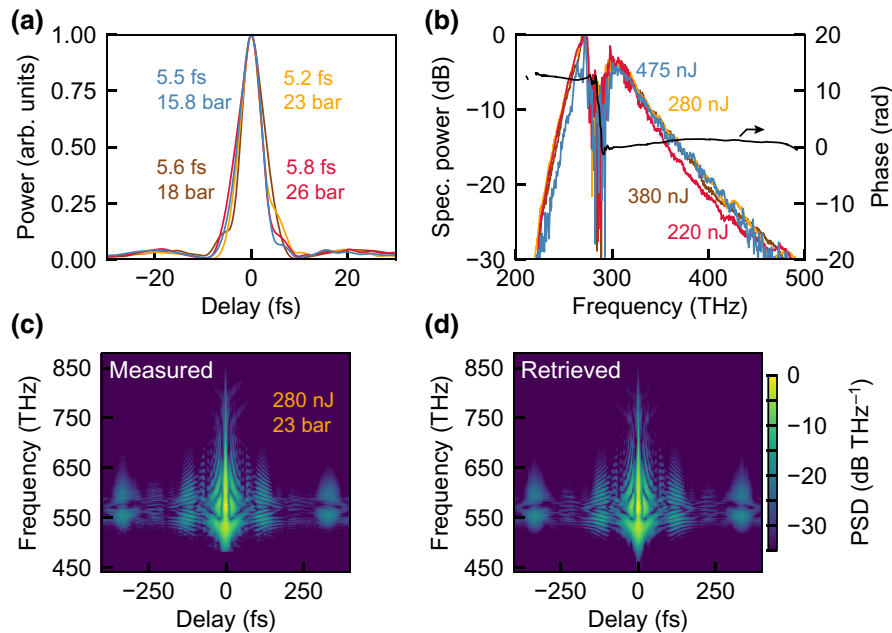 (a)
1.00
0.75
0.50
0.25
0.00
Power (arb. units)
5.5 fs
15.8 bar
5.2 fs
23 bar
5.6 fs
18 bar
5.8 fs
26 bar
−20
0
20
Delay (fs)
(b)
0
−10
−20
−30
Spec. power (dB)
475 nJ
280 nJ
380 nJ
220 nJ
20
10
0
−10
−20
Phase (rad)
200
300
400
500
Frequency (THz)
(c)
850
750
650
550
450
Frequency (THz)
Measured
280 nJ
23 bar
−250
0
250
Delay (fs)
(d)
850
750
650
550
450
Frequency (THz)
Retrieved
−250
0
250
Delay (fs)
0
−10
−20
−30
PSD (dB THz⁻¹)